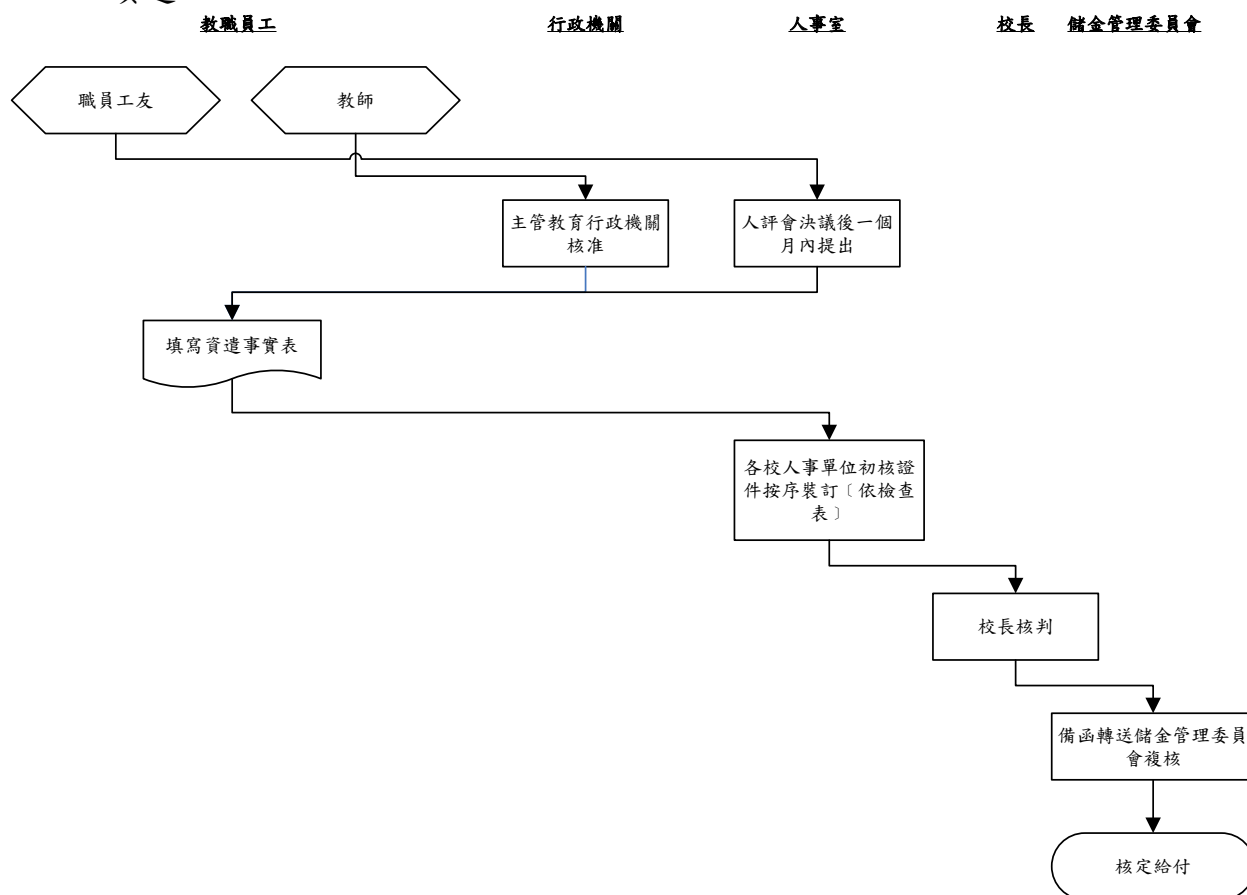 教職員工 行政機關 人事室 校長 儲金管理委員會
職員工友 教師
主管教育行政機關
核准
人評會決議後一個
月內提出
填寫資遣事實表
各校人事單位初核證
件按序裝訂〔依檢查
表〕
校長核判
備函轉送儲金管理委員
會複核
核定給付